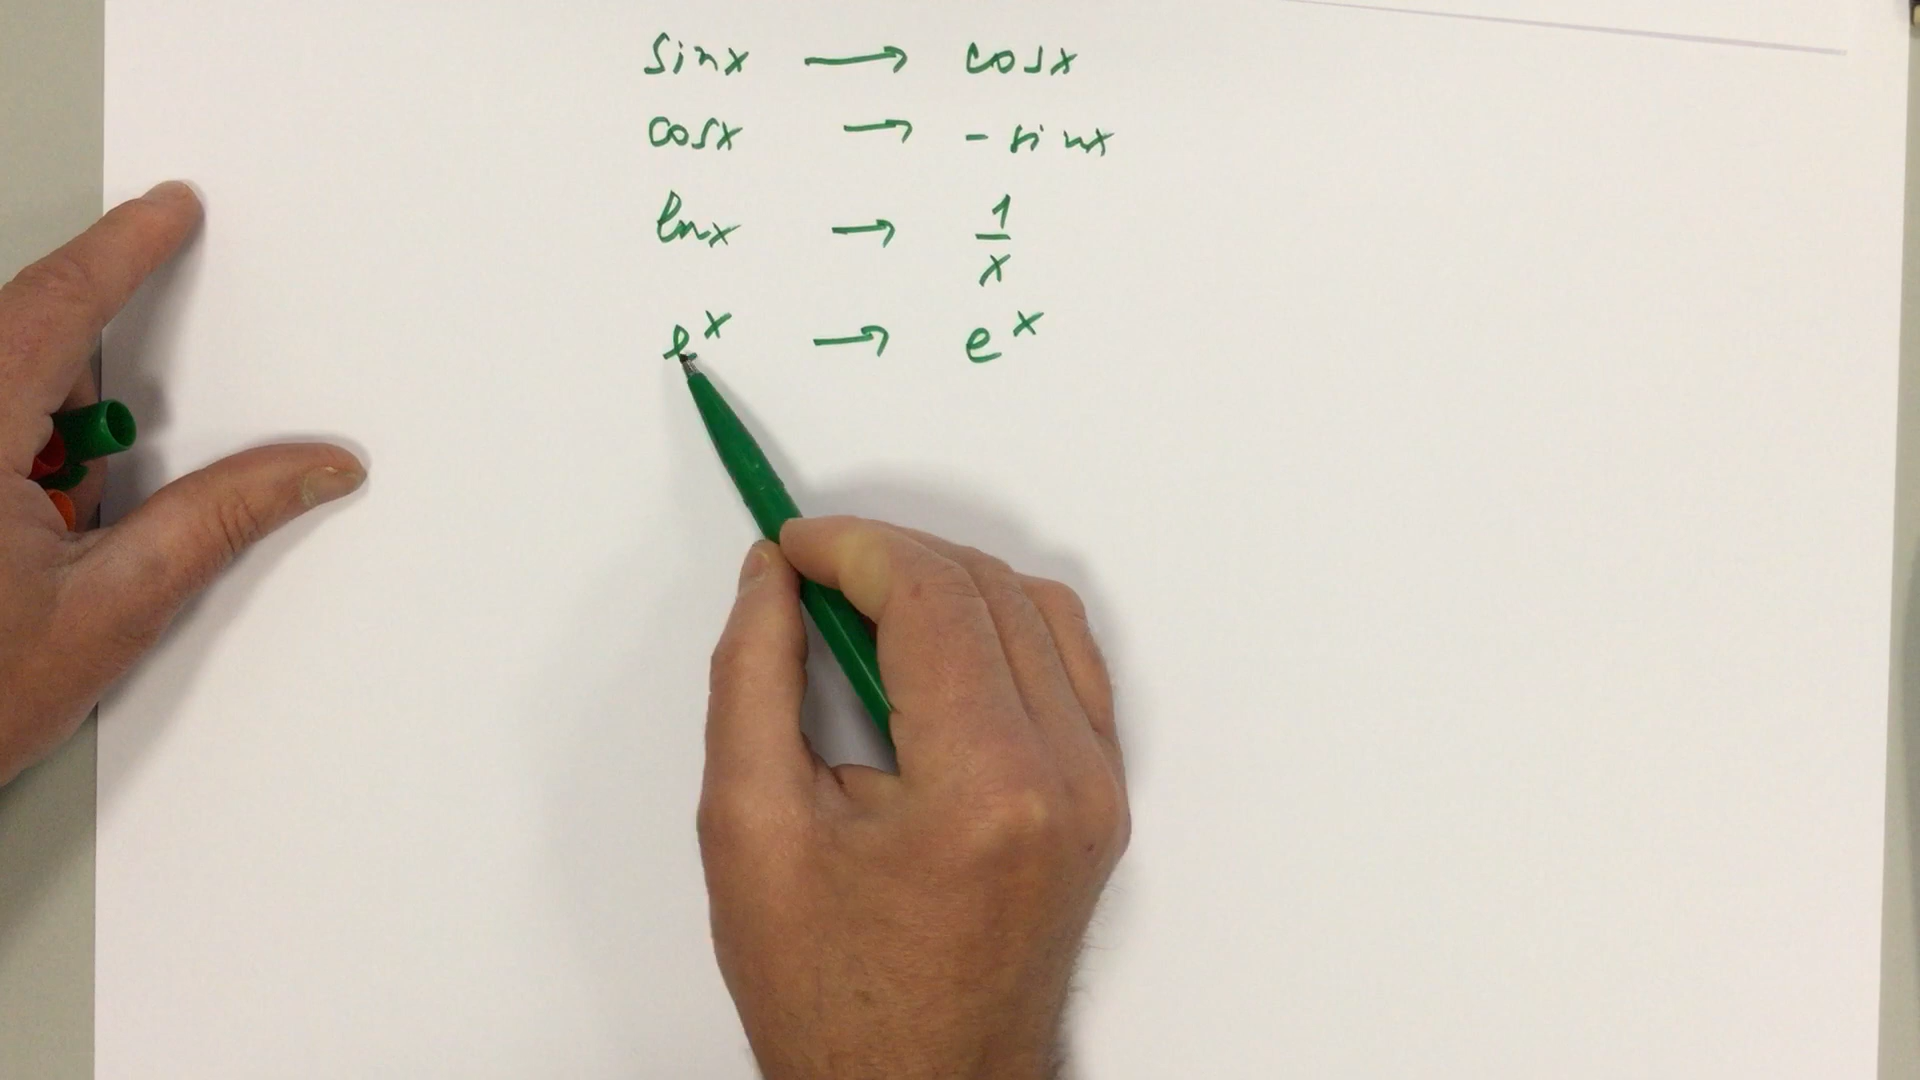 sinx → cosx
cosx → - sinx
lnx → 1/x
e^x → e^x